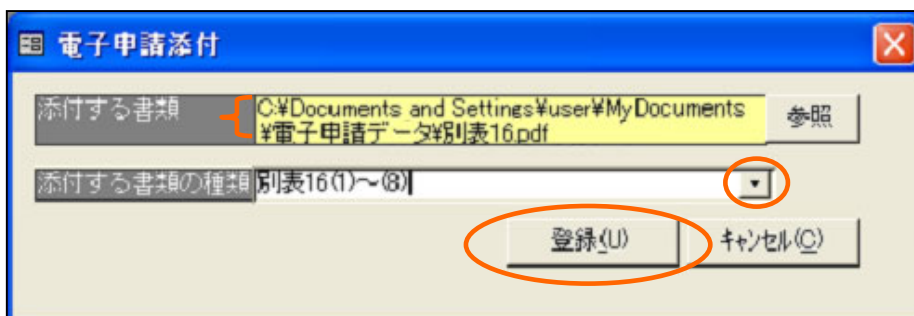 電子申請添付
添付する書類
C:¥Documents and Settings¥user¥MyDocuments
¥電子申請データ¥別表16.pdf
参照
添付する書類の種類
別表16(1)～(8)
登録(U)
キャンセル(C)